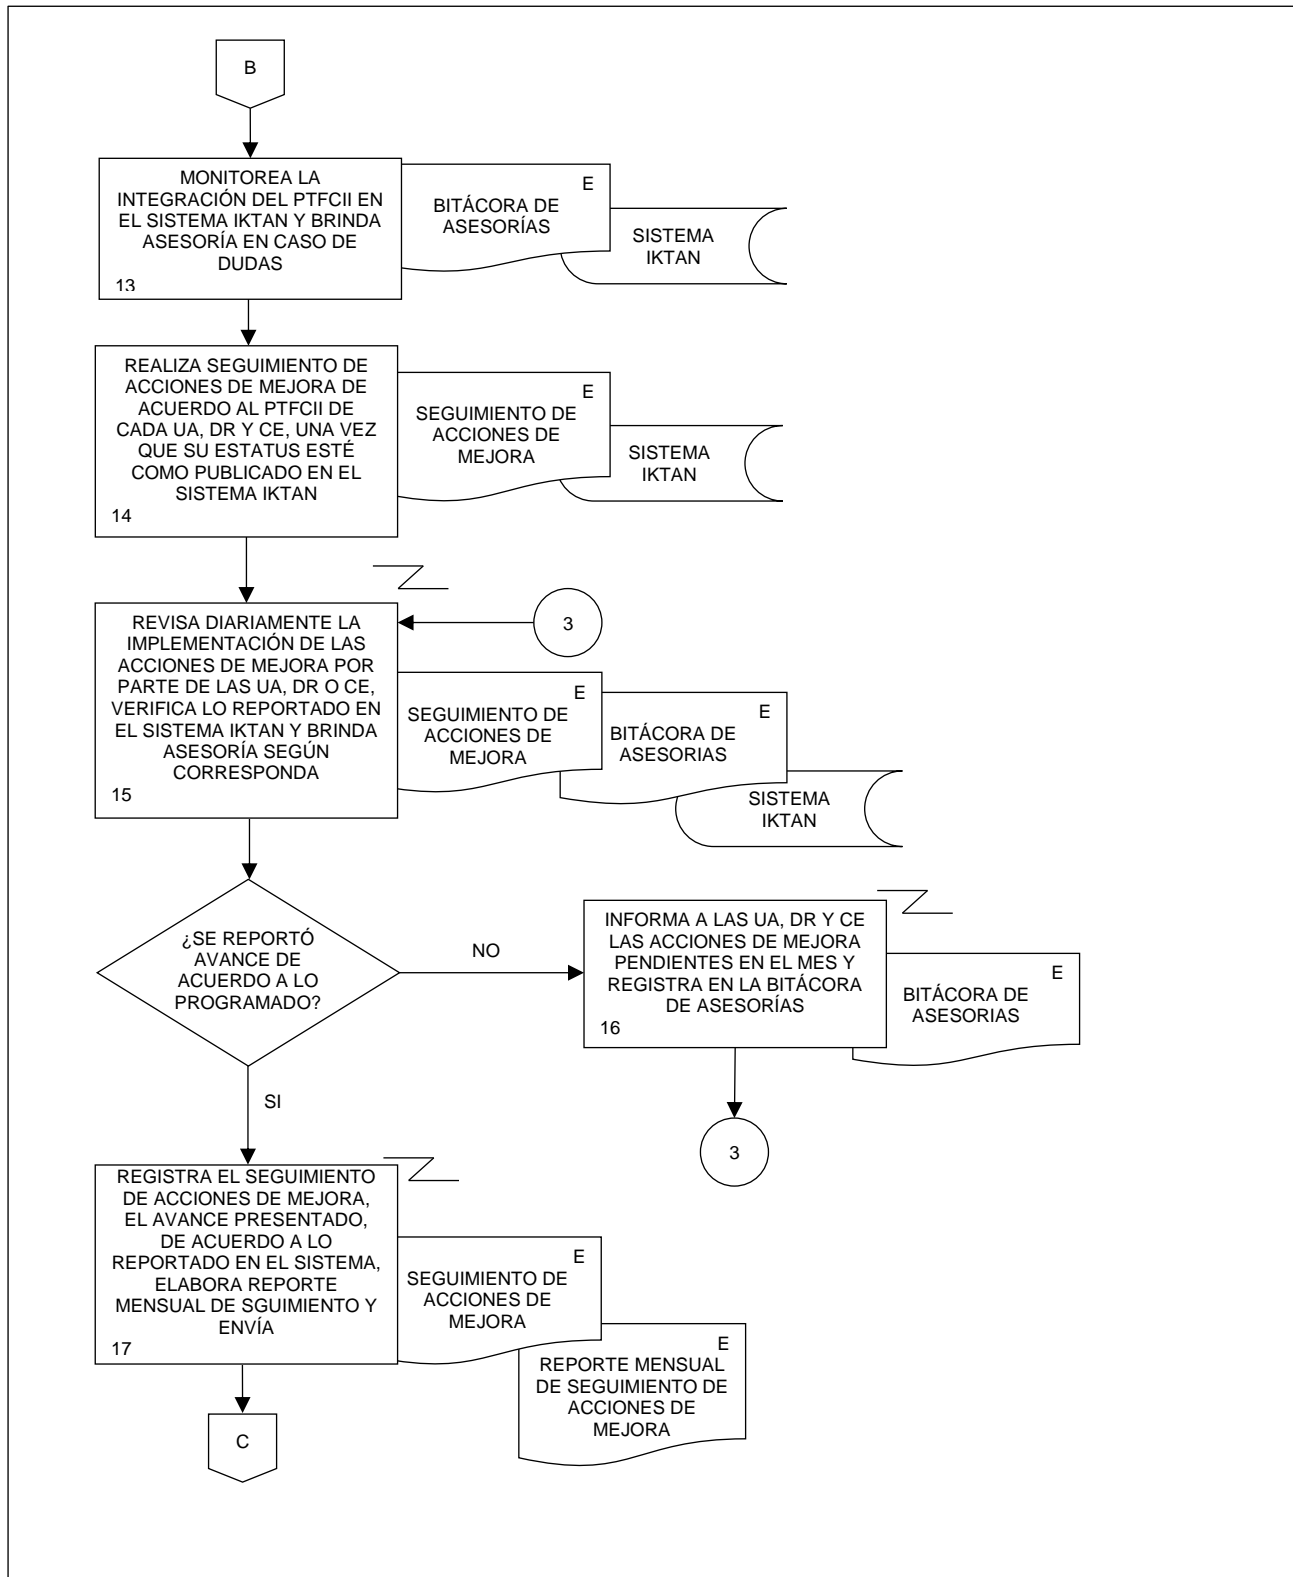 B
MONITOREA LA
INTEGRACIÓN DEL PTFCII EN
EL SISTEMA IKTAN Y BRINDA
ASESORÍA EN CASO DE
DUDAS
13
E
BITÁCORA DE
ASESORÍAS
SISTEMA
IKTAN
REALIZA SEGUIMIENTO DE
ACCIONES DE MEJORA DE
ACUERDO AL PTFCII DE
CADA UA, DR Y CE, UNA VEZ
QUE SU ESTATUS ESTÉ
COMO PUBLICADO EN EL
SISTEMA IKTAN
14
E
SEGUIMIENTO DE
ACCIONES DE
MEJORA
SISTEMA
IKTAN
3
REVISA DIARIAMENTE LA
IMPLEMENTACIÓN DE LAS
ACCIONES DE MEJORA POR
PARTE DE LAS UA, DR O CE,
VERIFICA LO REPORTADO EN
EL SISTEMA IKTAN Y BRINDA
ASESORÍA SEGÚN
CORRESPONDA
15
E
SEGUIMIENTO DE
ACCIONES DE
MEJORA
E
BITÁCORA DE
ASESORIAS
SISTEMA
IKTAN
¿SE REPORTÓ
AVANCE DE
ACUERDO A LO
PROGRAMADO?
NO
INFORMA A LAS UA, DR Y CE
LAS ACCIONES DE MEJORA
PENDIENTES EN EL MES Y
REGISTRA EN LA BITÁCORA
DE ASESORÍAS
16
E
BITÁCORA DE
ASESORIAS
3
SI
REGISTRA EL SEGUIMIENTO
DE ACCIONES DE MEJORA,
EL AVANCE PRESENTADO,
DE ACUERDO A LO
REPORTADO EN EL SISTEMA,
ELABORA REPORTE
MENSUAL DE SGUIMIENTO Y
ENVÍA
17
E
SEGUIMIENTO DE
ACCIONES DE
MEJORA
E
REPORTE MENSUAL
DE SEGUIMIENTO DE
ACCIONES DE
MEJORA
C